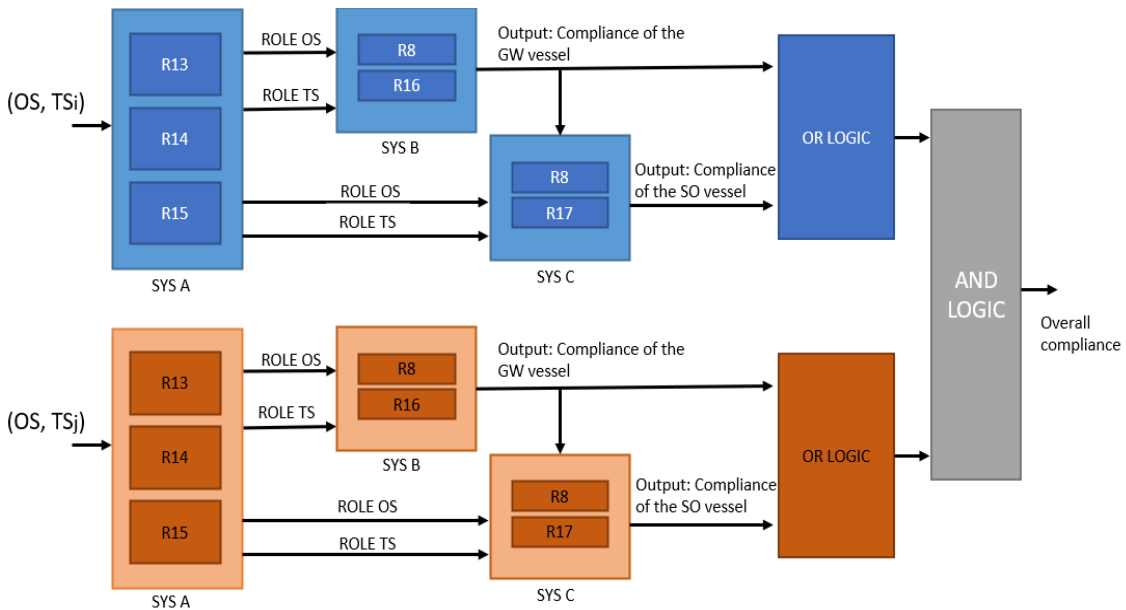 (OS, TSi)
R13
R14
R15
SYS A
ROLE OS
ROLE TS
R8
R16
SYS B
ROLE OS
ROLE TS
Output: Compliance of the
GW vessel
R8
R17
SYS C
Output: Compliance
of the SO vessel
OR LOGIC
(OS, TSj)
R13
R14
R15
SYS A
ROLE OS
ROLE TS
R8
R16
SYS B
ROLE OS
ROLE TS
Output: Compliance of the
GW vessel
R8
R17
SYS C
Output: Compliance
of the SO vessel
OR LOGIC
AND
LOGIC
Overall
compliance